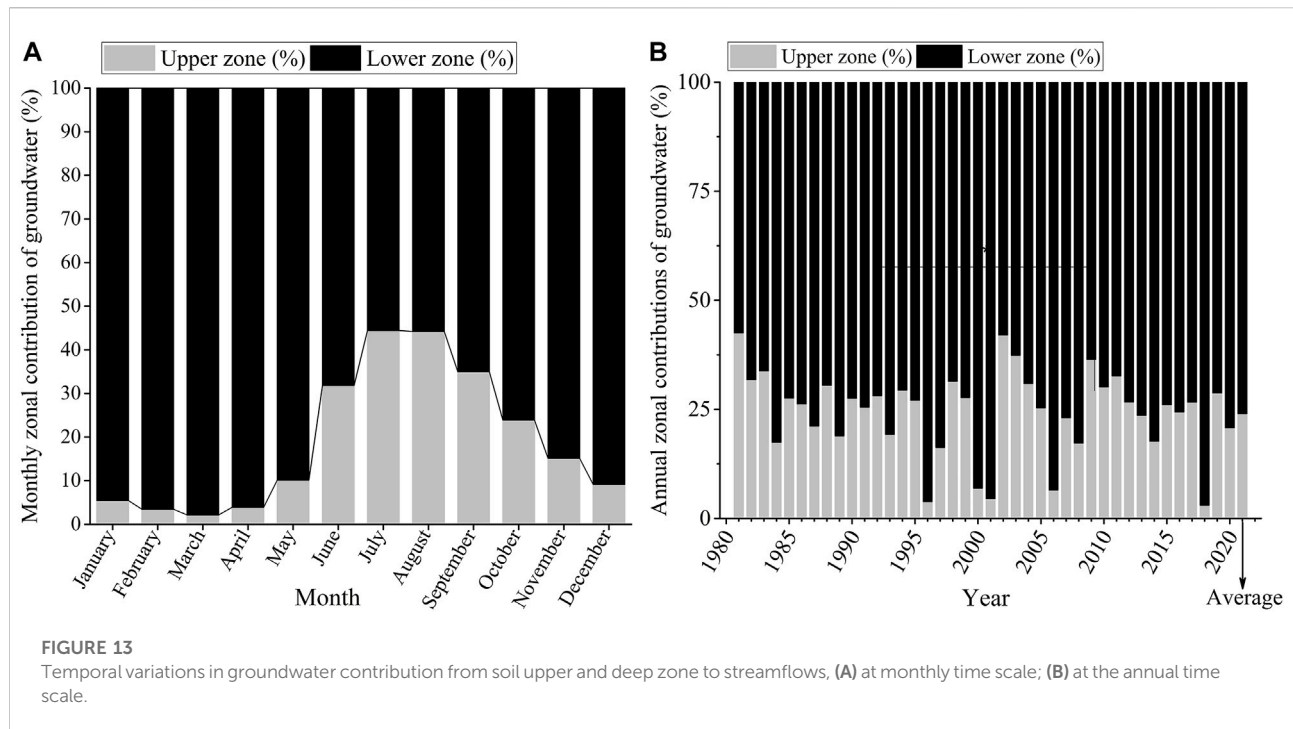 A
Upper zone (%) Lower zone (%)
Monthly zonal contribution of groundwater (%)
100
90
80
70
60
50
40
30
20
10
0
January
February
March
April
May
June
July
August
September
October
November
December
Month
B
Upper zone (%) Lower zone (%)
Annual zonal contributions of groundwater (%)
100
75
50
25
0
1980
1985
1990
1995
2000
2005
2010
2015
2020
Year
Average
FIGURE 13
Temporal variations in groundwater contribution from soil upper and deep zone to streamflows, (A) at monthly time scale; (B) at the annual time
scale.